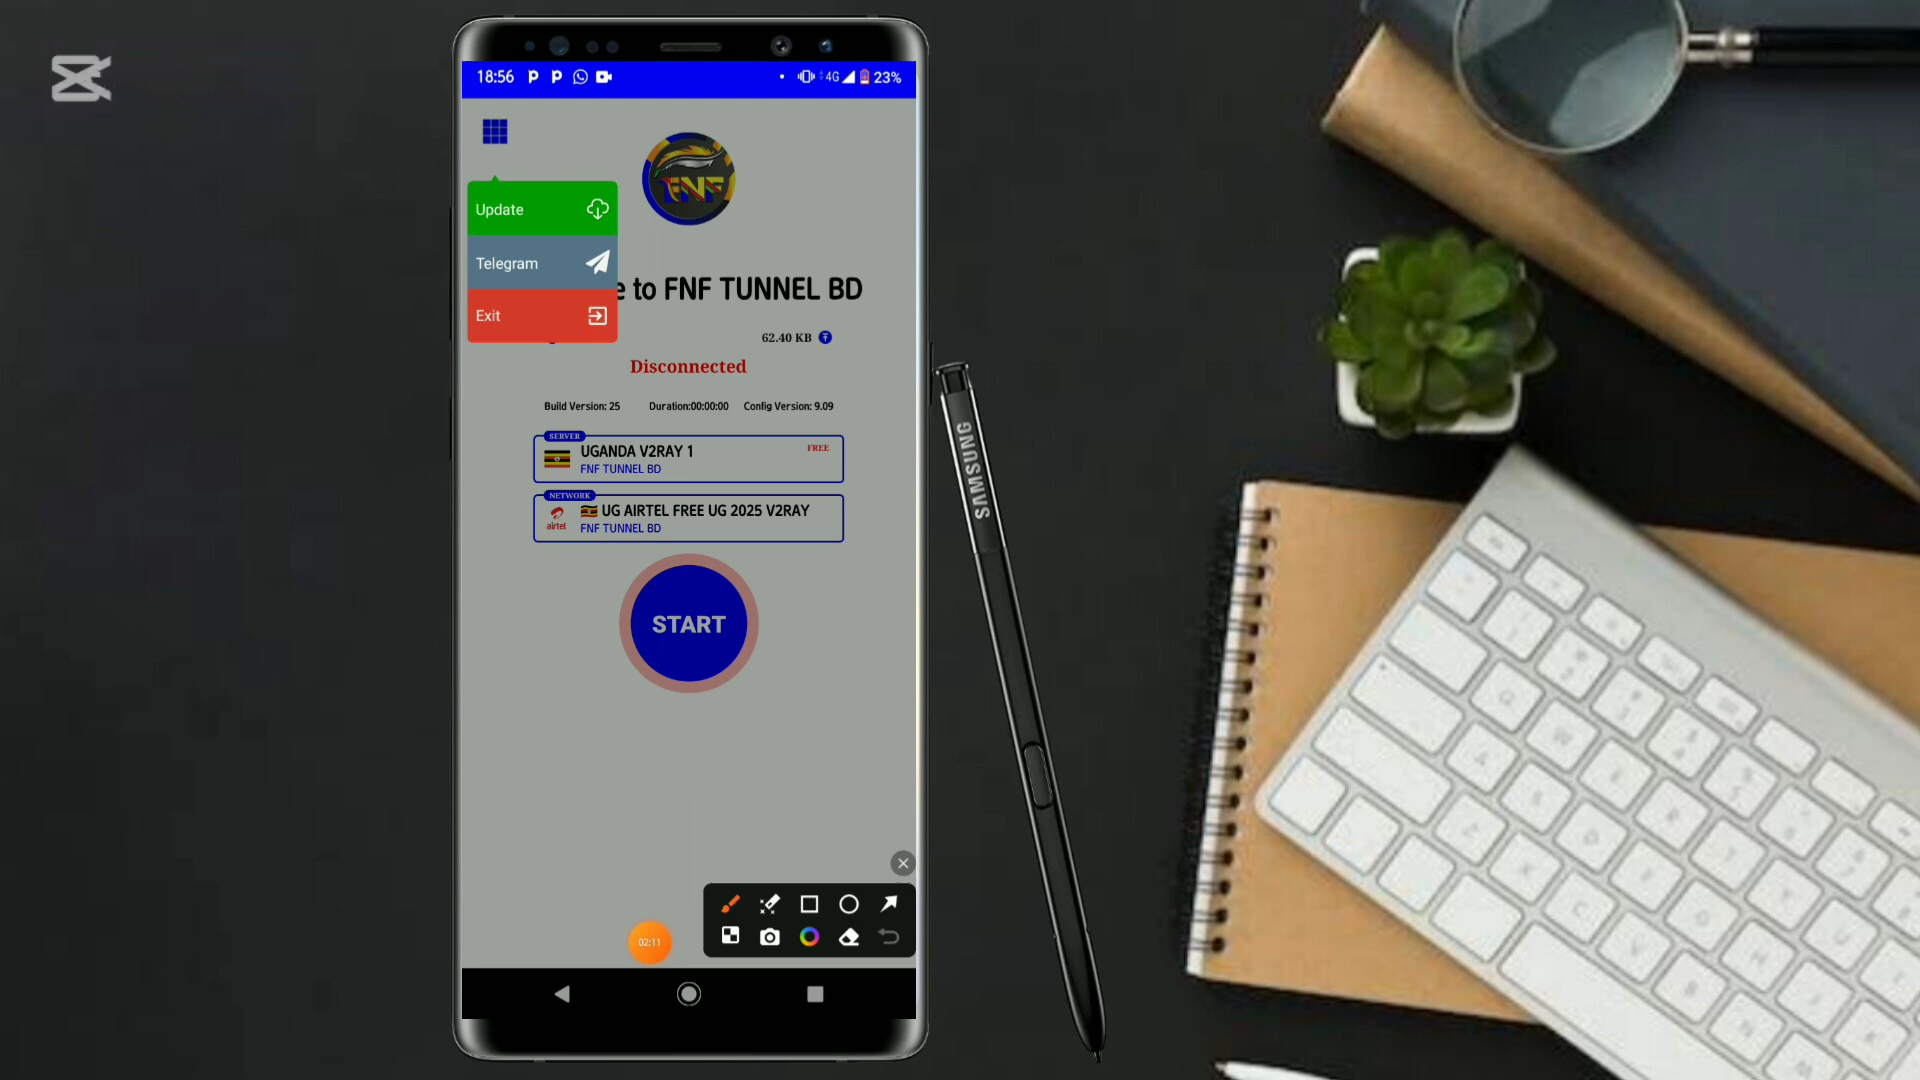 18:56
4G
23%
FNF
Update
Telegram
Exit
e to FNF TUNNEL BD
62.40 KB
Disconnected
Build Version: 25
Duration:00:00:00
Config Version: 9.09
SERVER
UGANDA V2RAY 1
FREE
FNF TUNNEL BD
NETWORK
UG AIRTEL FREE UG 2025 V2RAY
airtel
FNF TUNNEL BD
START
02:11
SAMSUNG